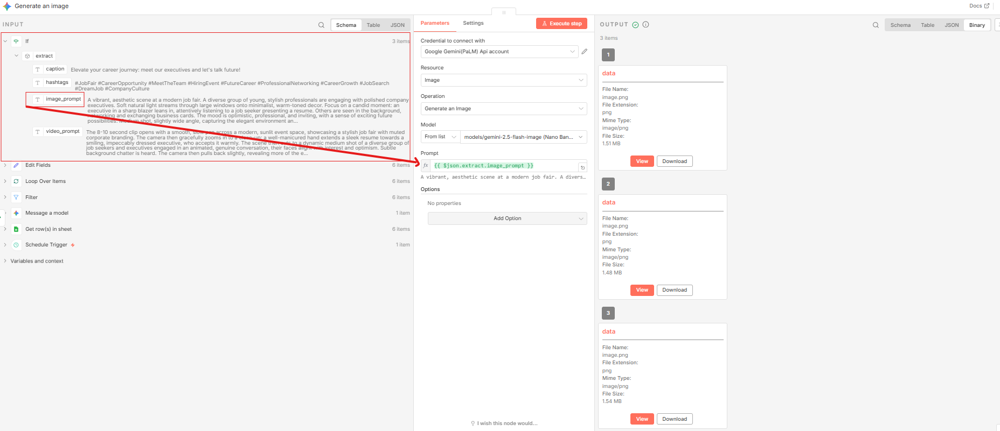 Generate an image
Docs
INPUT
Schema
Table
JSON
If
3 items
extract
caption
Elevate your career journey: meet our executives and let's talk future!
hashtags
#JobFair #CareerOpportunity #MeetTheTeam #HiringEvent #FutureCareer #ProfessionalNetworking #CareerGrowth #JobSearch
#DreamJob #CompanyCulture
image_prompt
A vibrant, aesthetic scene at a modern job fair. A diverse group of young, stylish professionals are engaging with polished company
executives. Soft natural light streams through large windows onto minimalist, warm-toned decor. Focus on a candid moment: an
executive in a sharp blazer leans in, attentively listening to a job seeker presenting a resume. Others are seen in the background,
networking and exchanging business cards. The mood is optimistic, professional, and inviting, with a sense of exciting future
possibilities. Medium shot, slightly wide angle, capturing the elegant environment an...
video_prompt
The 8-10 second clip opens with a smooth, slow pan across a modern, sunlit event space, showcasing a stylish job fair with muted
corporate branding. The camera then gracefully zooms in to a close-up: a well-manicured hand extends a sleek resume towards a
smiling, impeccably dressed executive, who accepts it warmly. The scene then cuts to a dynamic medium shot of a diverse group of
job seekers and executives engaged in an animated, genuine conversation, their faces alight with interest and optimism. Subtle
background chatter is heard. The camera then pulls back slightly, revealing more of the e...
Edit Fields
6 items
Loop Over Items
6 items
Filter
6 items
Message a model
1 item
Get row(s) in sheet
6 items
Schedule Trigger
1 item
Variables and context
Parameters
Settings
Execute step
Credential to connect with
Google Gemini(PaLM) Api account
Resource
Image
Operation
Generate an Image
Model
From list
models/gemini-2.5-flash-image (Nano Ban...
Prompt
fx
{{ $json.extract.image_prompt }}
A vibrant, aesthetic scene at a modern job fair. A divers...
Options
No properties
Add Option
I wish this node would...
OUTPUT
Schema
Table
JSON
Binary
3 items
1
data
File Name:
image.png
File Extension:
png
Mime Type:
image/png
File Size:
1.51 MB
View
Download
2
data
File Name:
image.png
File Extension:
png
Mime Type:
image/png
File Size:
1.48 MB
View
Download
3
data
File Name:
image.png
File Extension:
png
Mime Type:
image/png
File Size:
1.54 MB
View
Download